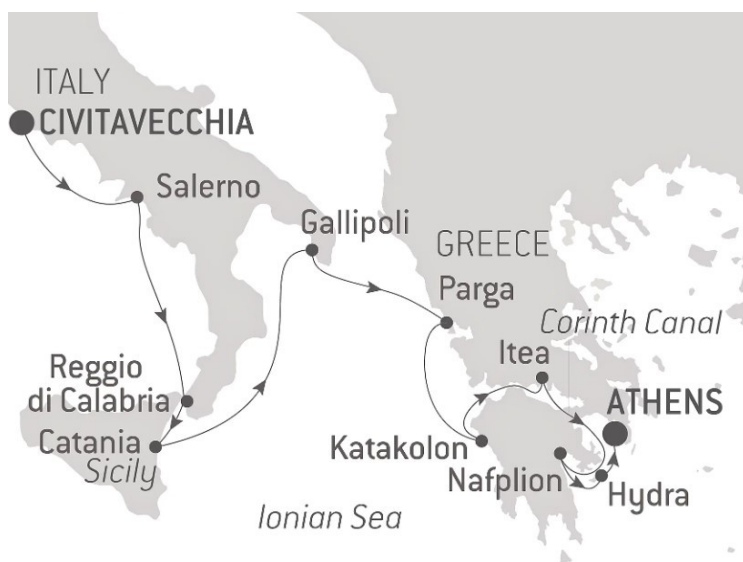 ITALY
CIVITAVECCHIA
Salerno
Gallipoli
GREECE
Parga
Corinth Canal
Itea
Reggio
di Calabria
ATHENS
Catania
Sicily
Katakolon
Nafplion
Hydra
Ionian Sea